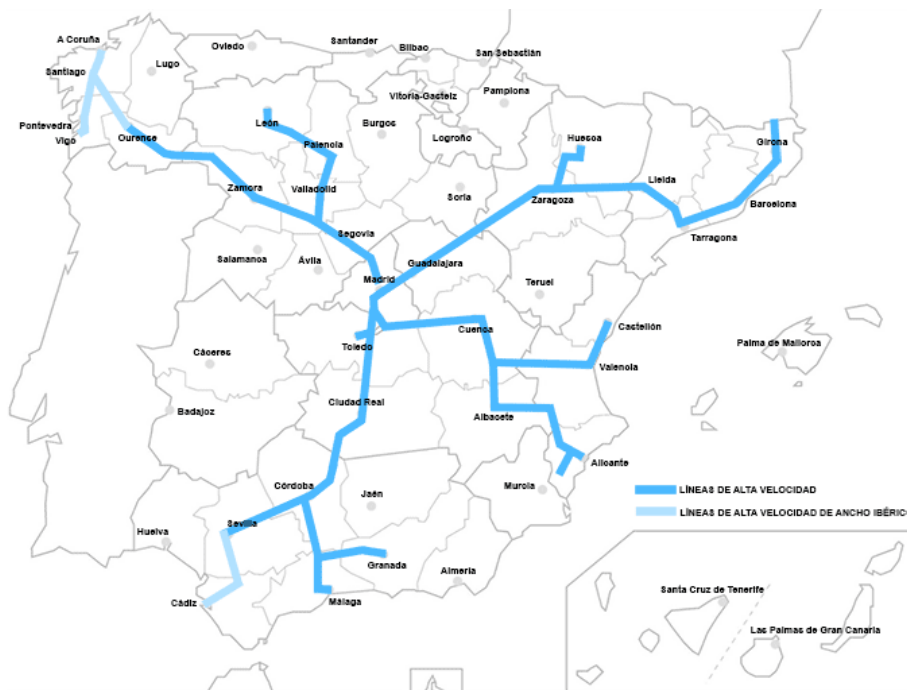 A Coruña
Oviedo
Santander
Bilbao
San Sebastián
Santiago
Lugo
Vitoria-Gasteiz
Pamplona
Pontevedra
Vigo
Ourense
León
Palencia
Burgos
Logroño
Huesca
Girona
Zamora
Valladolid
Soria
Zaragoza
Lleida
Barcelona
Segovia
Tarragona
Salamanca
Ávila
Madrid
Guadalajara
Teruel
Cuenca
Castellón
Toledo
Cáceres
Valencia
Palma de Mallorca
Ciudad Real
Badajoz
Albacete
Alicante
Córdoba
Jaén
Murcia
LÍNEAS DE ALTA VELOCIDAD
LÍNEAS DE ALTA VELOCIDAD DE ANCHO IBÉRICO
Huelva
Sevilla
Granada
Almería
Cádiz
Málaga
Santa Cruz de Tenerife
Las Palmas de Gran Canaria